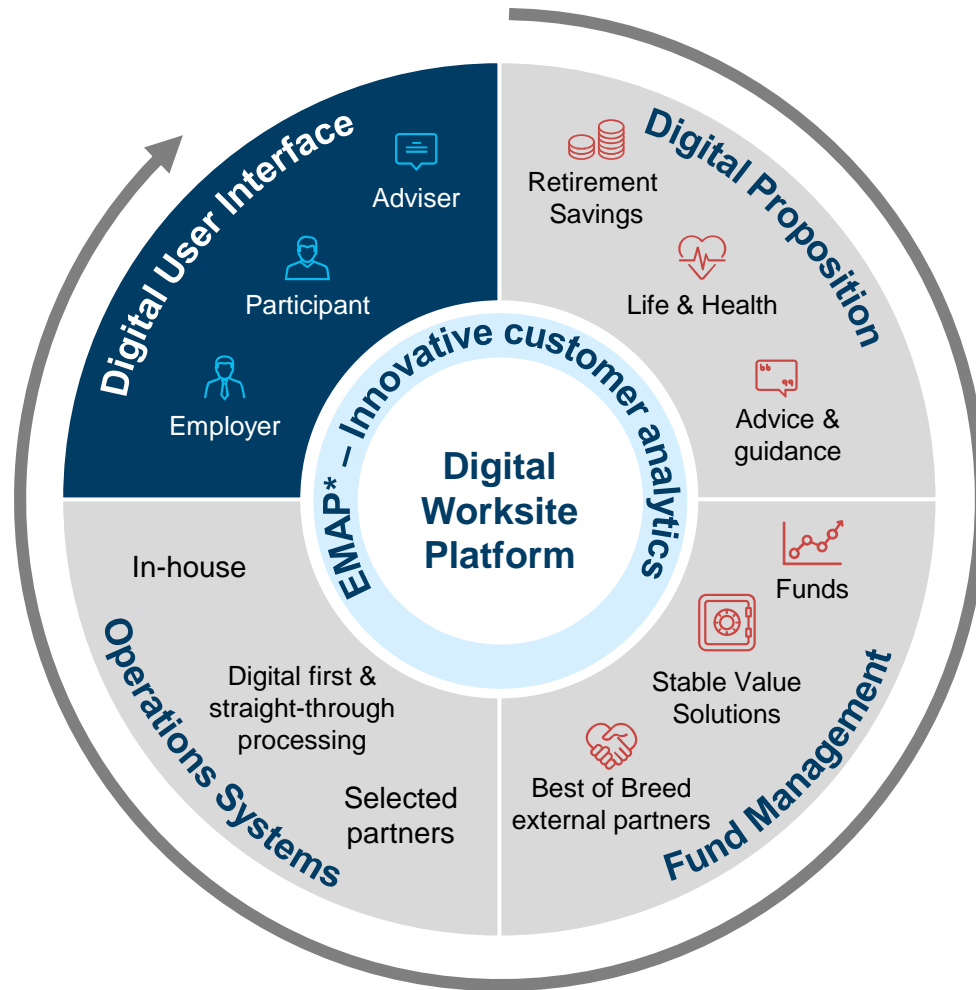 Digital User Interface
Adviser
Participant
Employer
Digital Proposition
Retirement
Savings
Life & Health
Advice &
guidance
EMAP* – Innovative customer analytics
Digital
Worksite
Platform
Funds
Stable Value
Solutions
Best of Breed
external partners
Fund Management
In-house
Digital first &
straight-through
processing
Selected
partners
Operations Systems